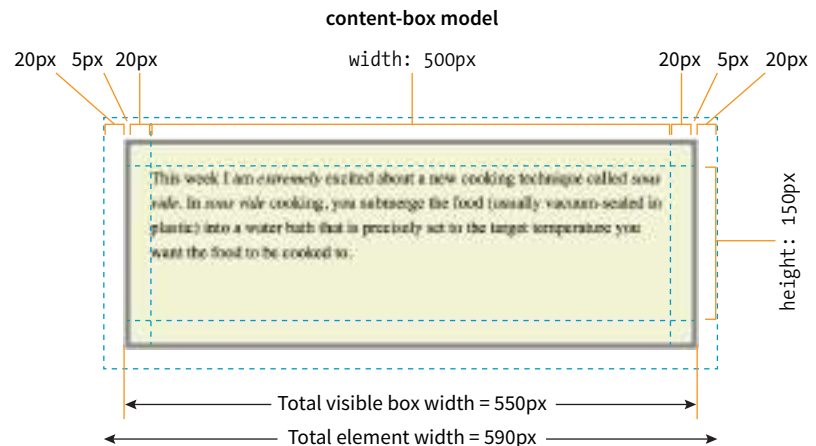 content-box model
20px 5px 20px width: 500px 20px 5px 20px
This week I am extremely excited about a new cooking technique called sous
vide. In sous vide cooking, you submerge the food (usually vacuum-sealed in
plastic) into a water bath that is precisely set to the target temperature you
want the food to be cooked to.
height: 150px
Total visible box width = 550px
Total element width = 590px